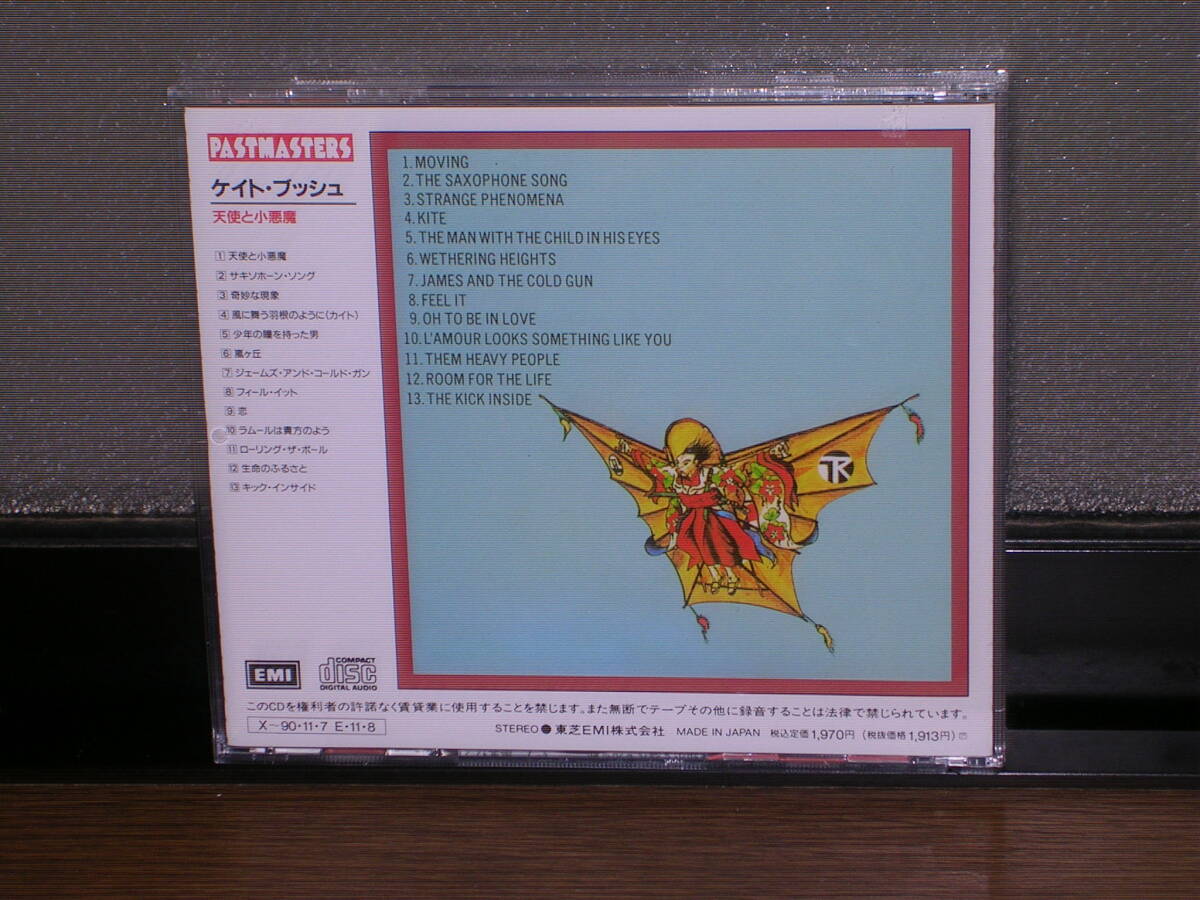 PASTMASTERS
ケイト・ブッシュ
天使と小悪魔
1 天使と小悪魔
2 サキソホーン・ソング
3 奇妙な現象
4 風に舞う羽根のように(カイト)
5 少年の瞳を持った男
6 嵐ヶ丘
7 ジェームズ・アンド・コールド・ガン
8 フィール・イット
9 恋
10 ラムールは貴方のよう
11 ローリング・ザ・ボール
12 生命のふるさと
13 キック・インサイド
1. MOVING
2. THE SAXOPHONE SONG
3. STRANGE PHENOMENA
4. KITE
5. THE MAN WITH THE CHILD IN HIS EYES
6. WETHERING HEIGHTS
7. JAMES AND THE COLD GUN
8. FEEL IT
9. OH TO BE IN LOVE
10. L'AMOUR LOOKS SOMETHING LIKE YOU
11. THEM HEAVY PEOPLE
12. ROOM FOR THE LIFE
13. THE KICK INSIDE
TK
EMI
COMPACT
disc
DIGITAL AUDIO
このCDを権利者の許諾なく賃貸業に使用することを禁じます。また無断でテープその他に録音することは法律で禁じられています。
X〜90・11・7 E・11・8
STEREO ● 東芝EMI株式会社 MADE IN JAPAN 税込定価1,970円 (税抜価格1,913円)